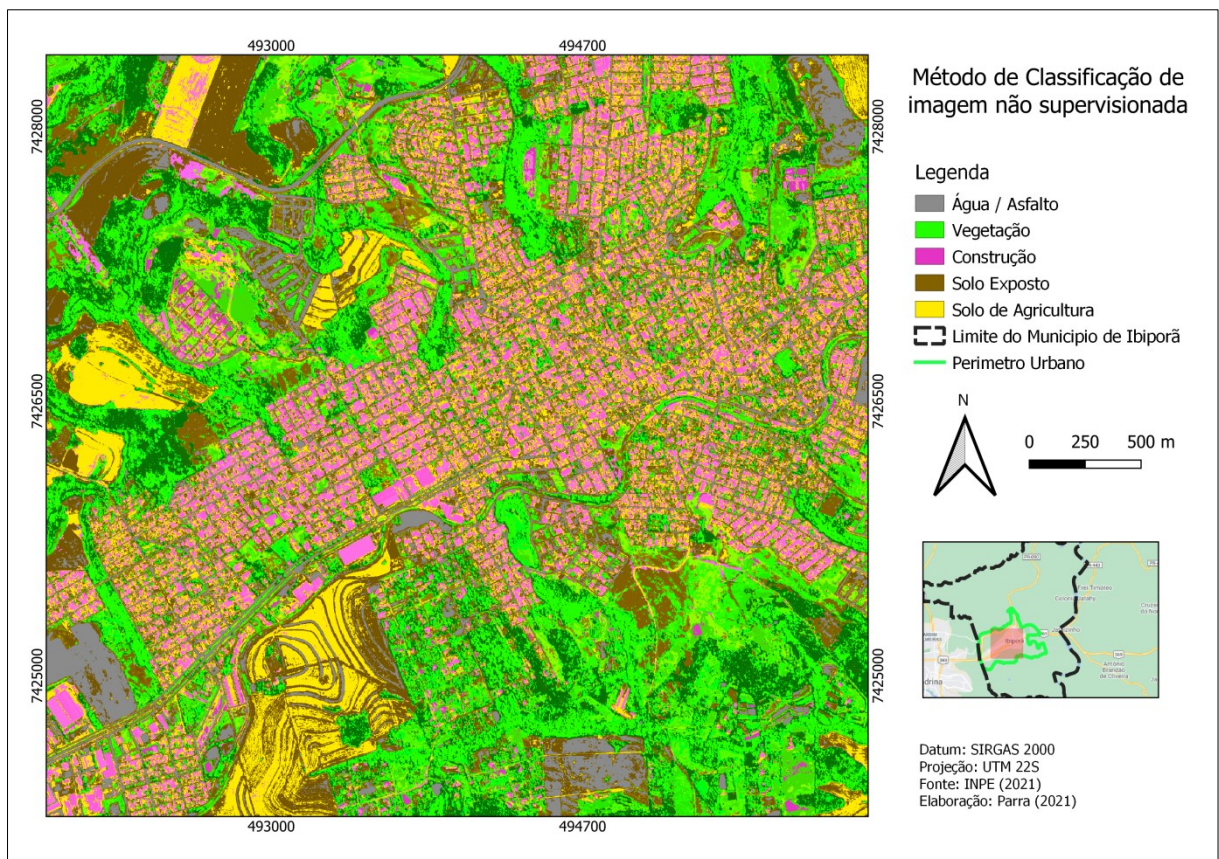 493000
494700
7428000
7428000
7426500
7426500
7425000
7425000
493000
494700
Método de Classificação de
imagem não supervisionada
Legenda
Água / Asfalto
Vegetação
Construção
Solo Exposto
Solo de Agricultura
Limite do Municipio de Ibiporã
Perimetro Urbano
N
0 250 500 m
Ibiporã
drina
Datum: SIRGAS 2000
Projeção: UTM 22S
Fonte: INPE (2021)
Elaboração: Parra (2021)